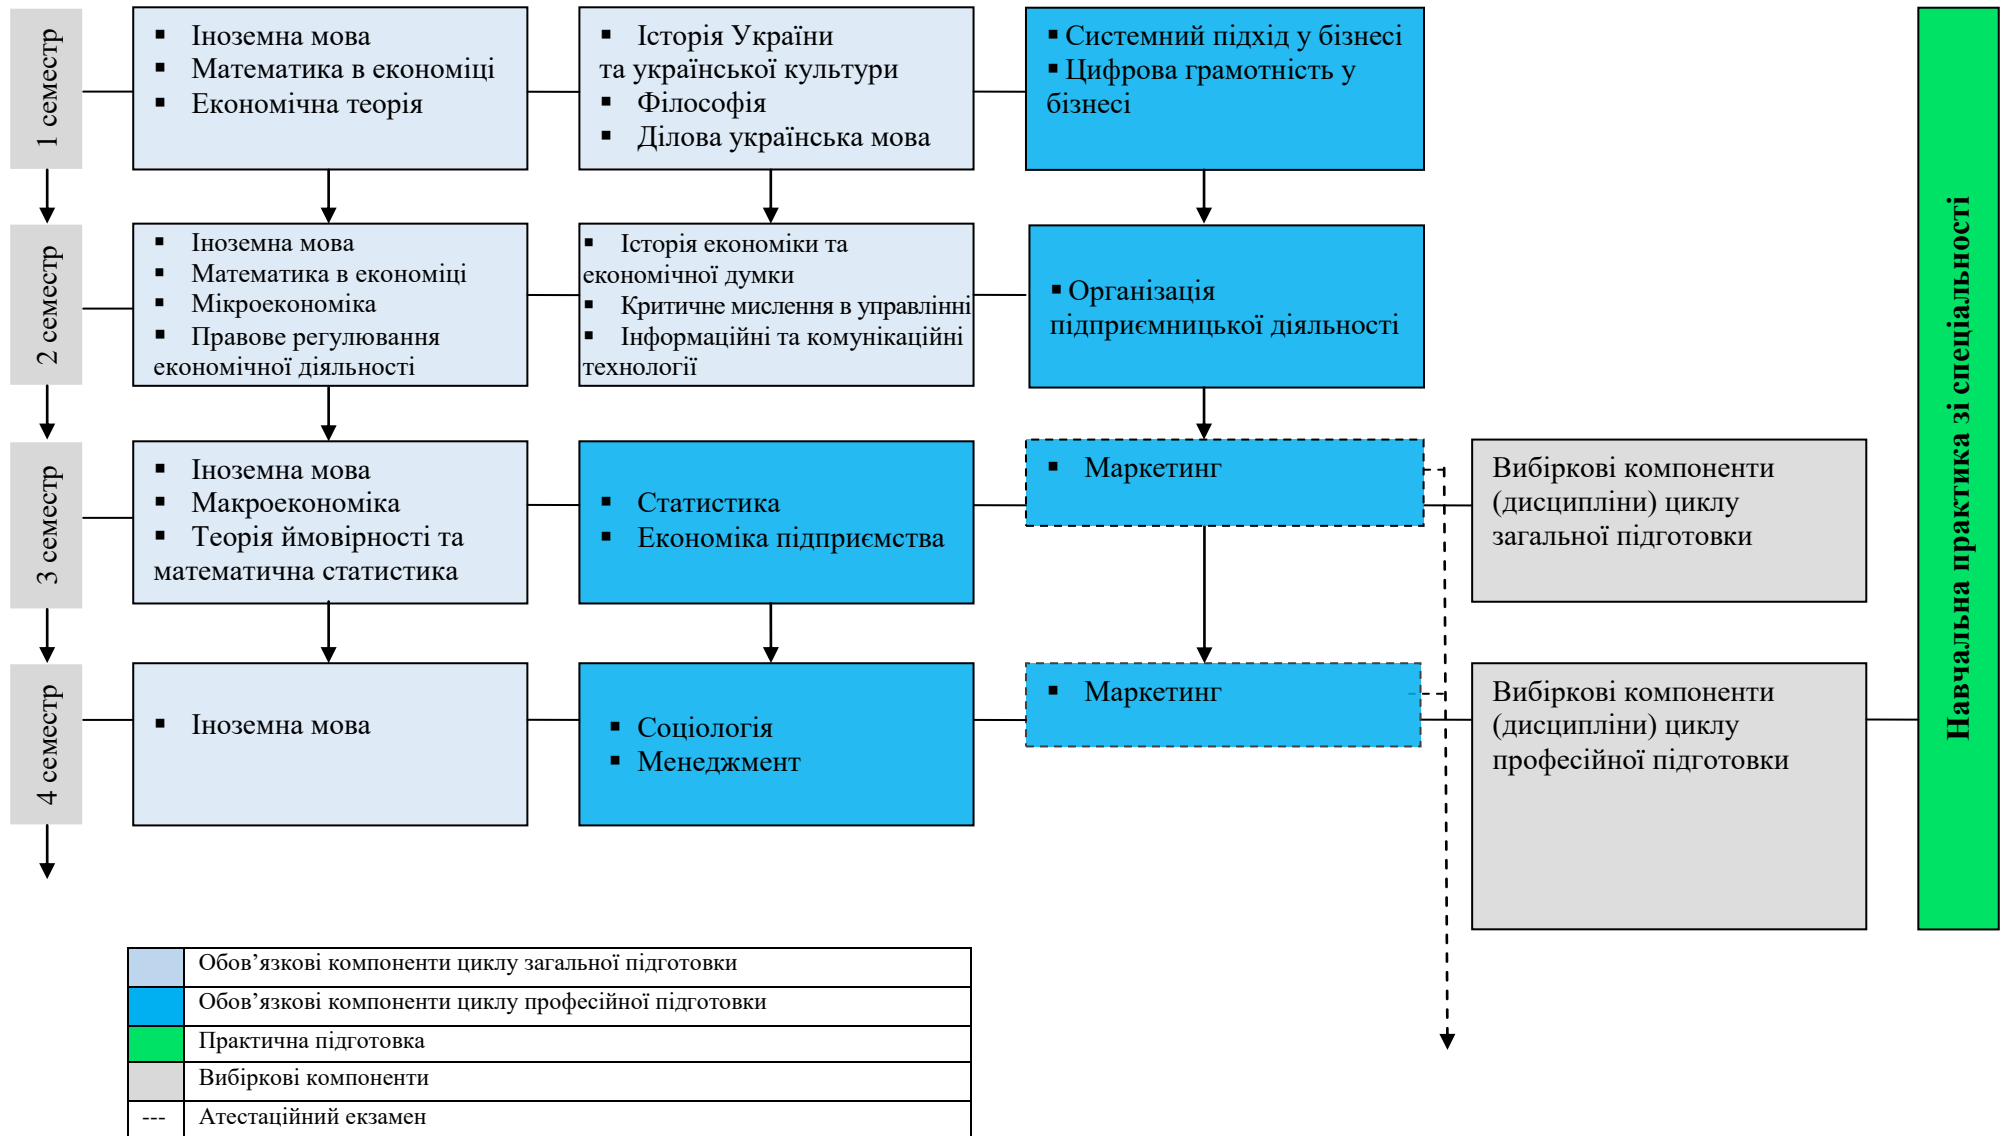 1 семестр
▪ Іноземна мова
▪ Математика в економіці
▪ Економічна теорія
▪ Історія України
та української культури
▪ Філософія
▪ Ділова українська мова
▪ Системний підхід у бізнесі
▪ Цифрова грамотність у
бізнесі
2 семестр
▪ Іноземна мова
▪ Математика в економіці
▪ Мікроекономіка
▪ Правове регулювання
економічної діяльності
▪ Історія економіки та
економічної думки
▪ Критичне мислення в управлінні
▪ Інформаційні та комунікаційні
технології
▪ Організація
підприємницької діяльності
3 семестр
▪ Іноземна мова
▪ Макроекономіка
▪ Теорія ймовірності та
математична статистика
▪ Статистика
▪ Економіка підприємства
▪ Маркетинг
Вибіркові компоненти
(дисципліни) циклу
загальної підготовки
4 семестр
▪ Іноземна мова
▪ Соціологія
▪ Менеджмент
▪ Маркетинг
Вибіркові компоненти
(дисципліни) циклу
професійної підготовки
Навчальна практика зі спеціальності
Обов’язкові компоненти циклу загальної підготовки
Обов’язкові компоненти циклу професійної підготовки
Практична підготовка
Вибіркові компоненти
--- Атестаційний екзамен